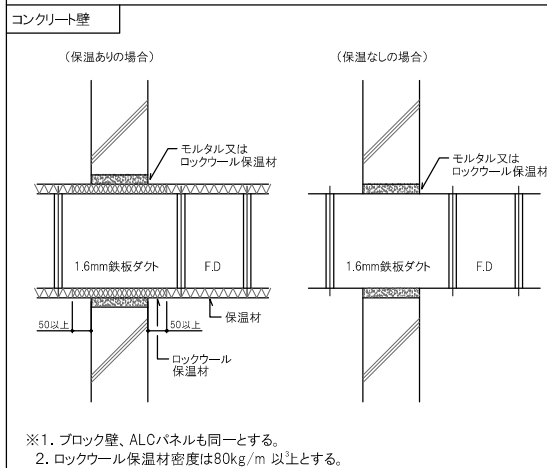 コンクリート壁
（保温ありの場合）
（保温なしの場合）
モルタル又は
ロックウール保温材
モルタル又は
ロックウール保温材
1.6mm鉄板ダクト
F.D
1.6mm鉄板ダクト
F.D
50以上
50以上
保温材
ロックウール
保温材
※1. ブロック壁、ALCパネルも同一とする。
2. ロックウール保温材密度は80kg/m 以上³とする。